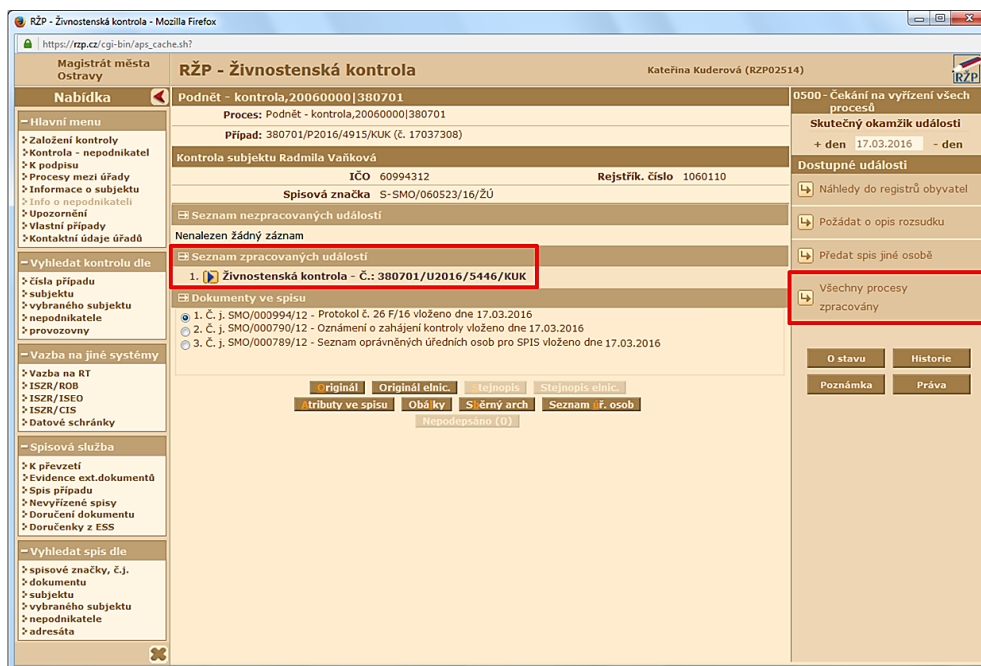 RŽP - Živnostenská kontrola - Mozilla Firefox
https://rzp.cz/cgi-bin/aps_cache.sh?
Magistrát města
Ostravy
RŽP - Živnostenská kontrola
Kateřina Kuderová (RZP02514)
RŽP
Nabídka
Hlavní menu
Založení kontroly
Kontrola - nepodnikatel
K podpisu
Procesy mezi úřady
Informace o subjektu
Info o nepodnikateli
Upozornění
Vlastní případy
Kontaktní údaje úřadů
Vyhledat kontrolu dle
čísla případu
subjektu
vybraného subjektu
nepodnikatele
provozovny
Vazba na jiné systémy
Vazba na RT
ISZR/ROB
ISZR/ISEO
ISZR/CIS
Datové schránky
Spisová služba
K převzetí
Evidence ext.dokumentů
Spis případu
Nevyřízené spisy
Doručení dokumentu
Doručenky z ESS
Vyhledat spis dle
spisové značky, č.j.
dokumentu
subjektu
vybraného subjektu
nepodnikatele
adresáta
Podnět - kontrola,20060000|380701
Proces: Podnět - kontrola,20060000|380701
Případ: 380701/P2016/4915/KUK (č. 17037308)
Kontrola subjektu Radmila Vaňková
IČO 60994312 Rejstřík. číslo 1060110
Spisová značka S-SMO/060523/16/ŽÚ
Seznam nezpracovaných událostí
Nenalezen žádný záznam
Seznam zpracovaných událostí
1. Živnostenská kontrola - Č.: 380701/U2016/5446/KUK
Dokumenty ve spisu
1. Č. j. SMO/000994/12 - Protokol č. 26 F/16 vloženo dne 17.03.2016
2. Č. j. SMO/000790/12 - Oznámení o zahájení kontroly vloženo dne 17.03.2016
3. Č. j. SMO/000789/12 - Seznam oprávněných úředních osob pro SPIS vloženo dne 17.03.2016
Originál Originál elnic. Stejnopis Stejnopis elnic.
Atributy ve spisu Obálky Sběrný arch Seznam úř. osob
Nepodepsáno (0)
0500 - Čekání na vyřízení všech
procesů
Skutečný okamžik události
+ den 17.03.2016 - den
Dostupné události
Náhledy do registrů obyvatel
Požádat o opis rozsudku
Předat spis jiné osobě
Všechny procesy
zpracovány
O stavu Historie
Poznámka Práva